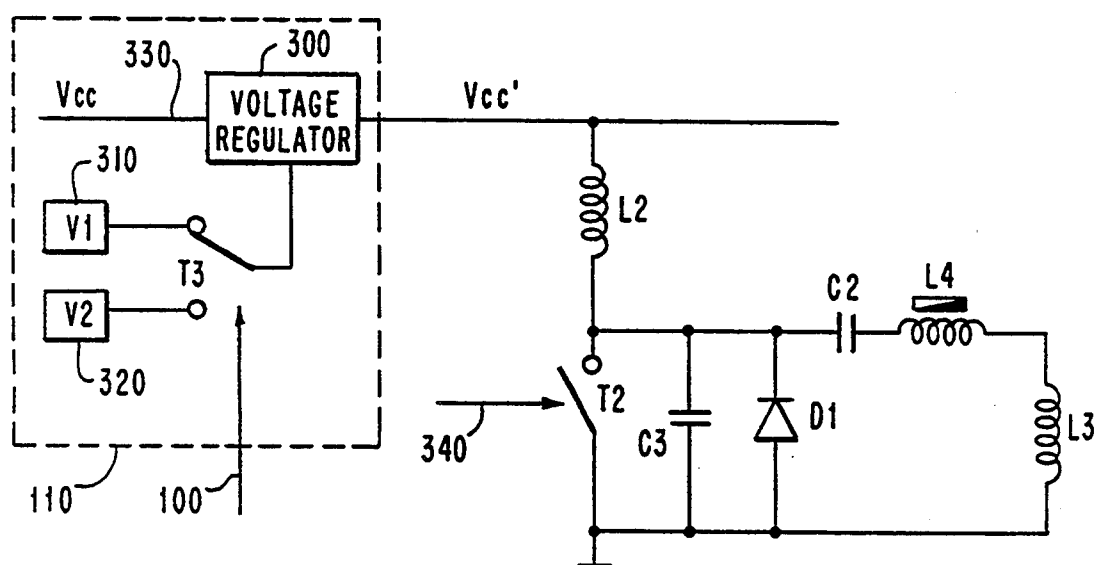 330
300
Vcc
VOLTAGE
REGULATOR
Vcc'
310
V1
T3
V2
320
L2
C2
L4
T2
C3
D1
L3
340
110
100